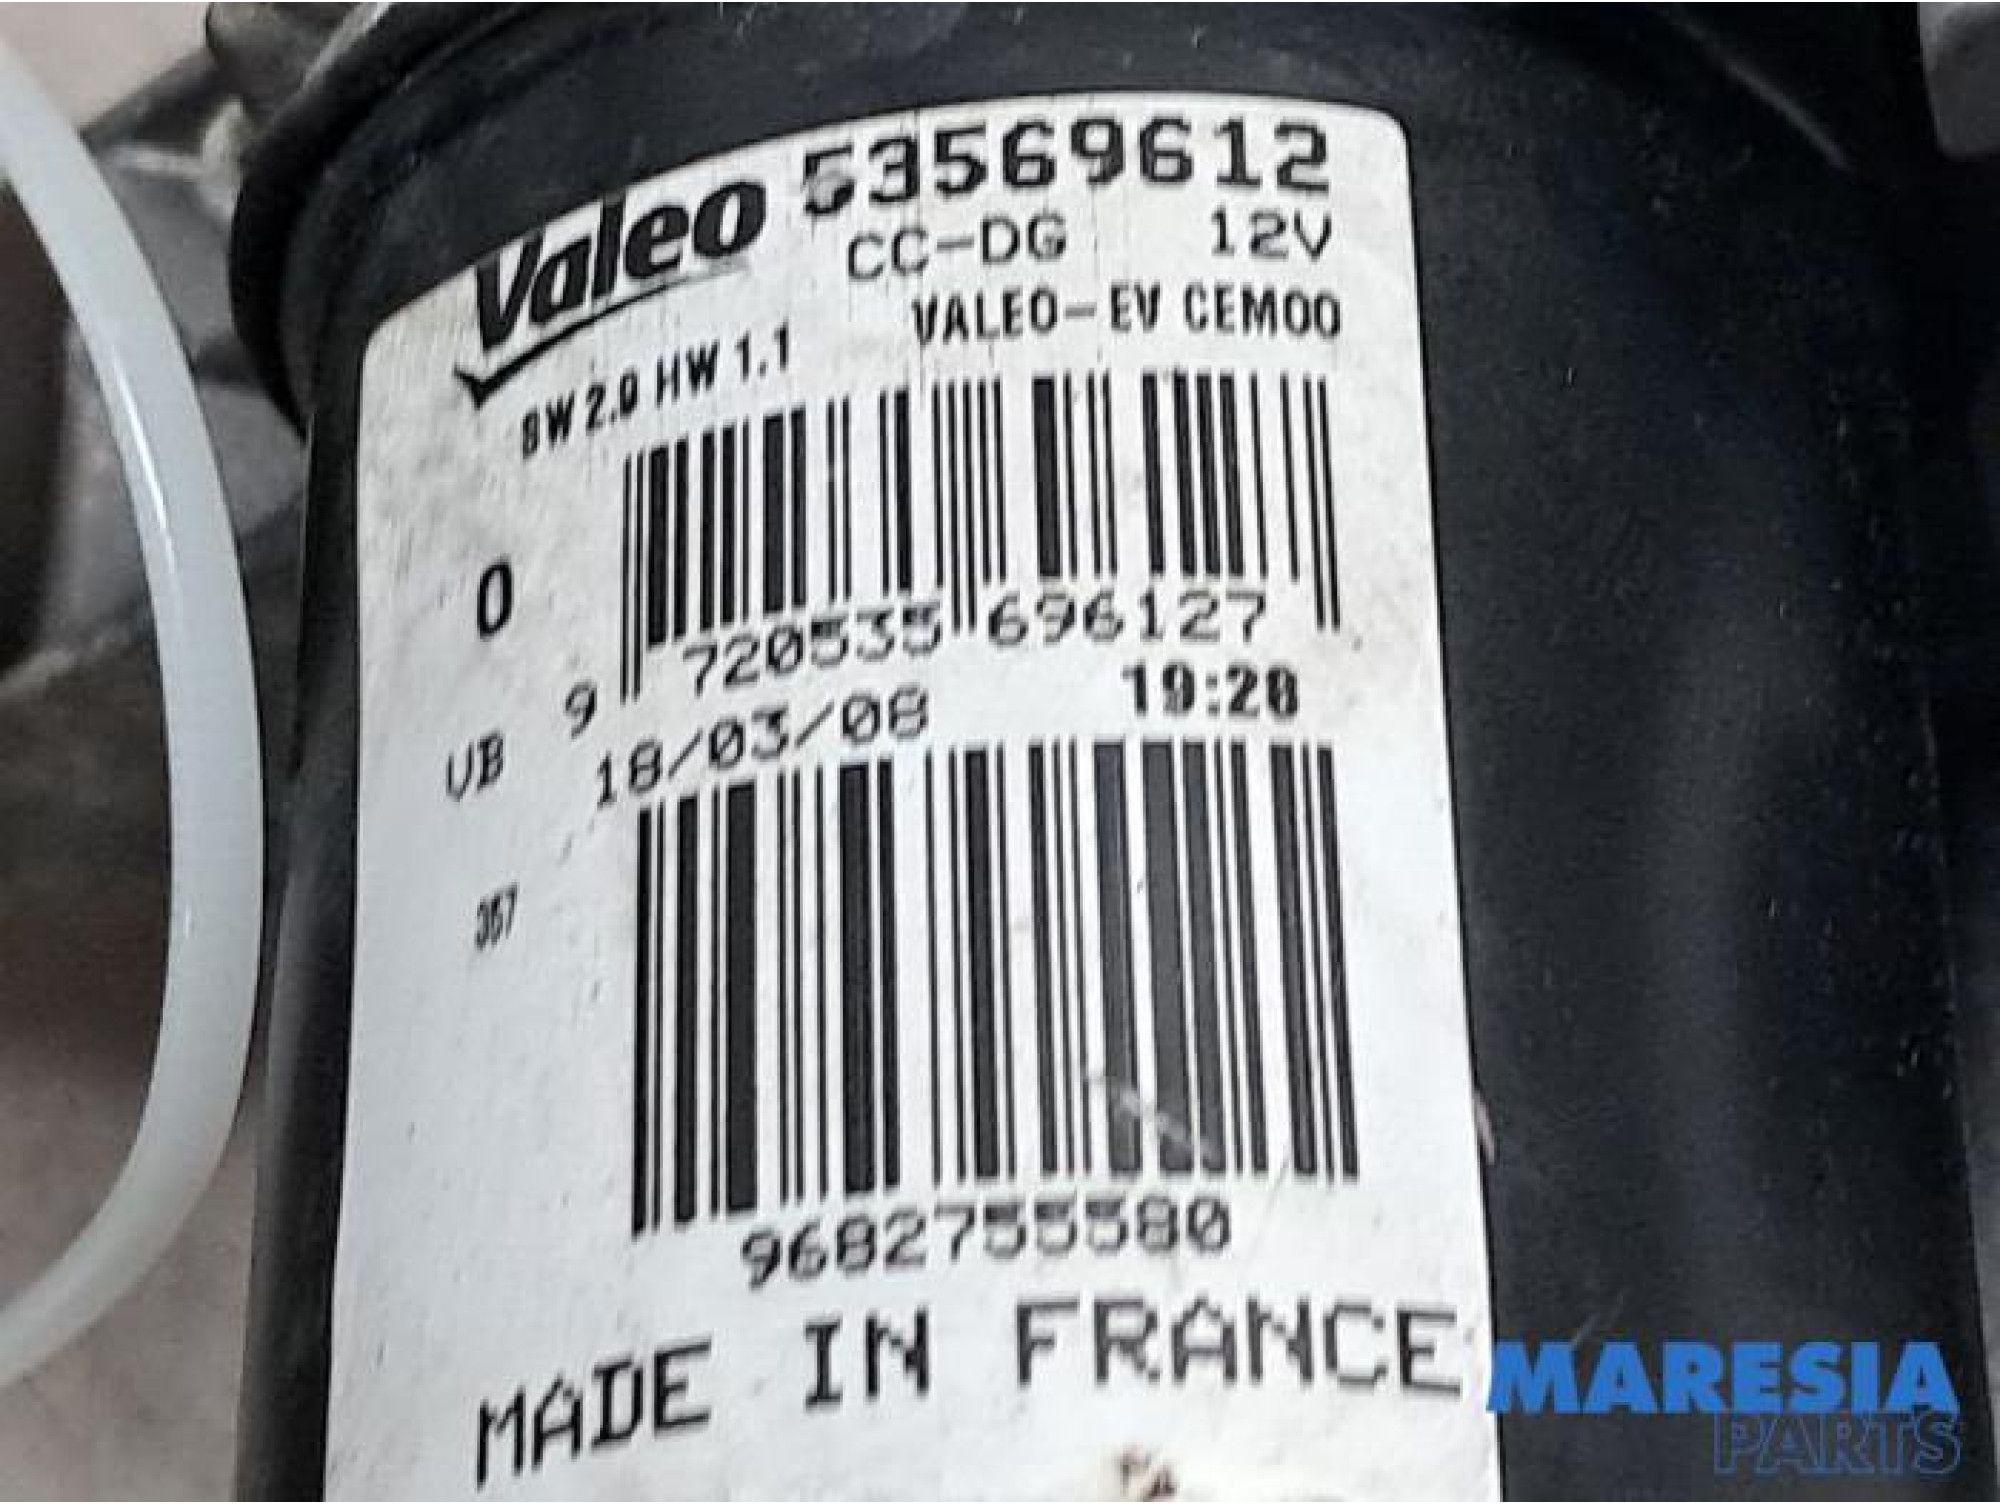 Valeo 53569612
CC-DG 12V
VALEO-EV CEM00
SW 2.0 HW 1.1
0
9 720535 696127
UB 18/03/08 19:20
357
9682755580
MADE IN FRANCE
MARESIA
PARTS